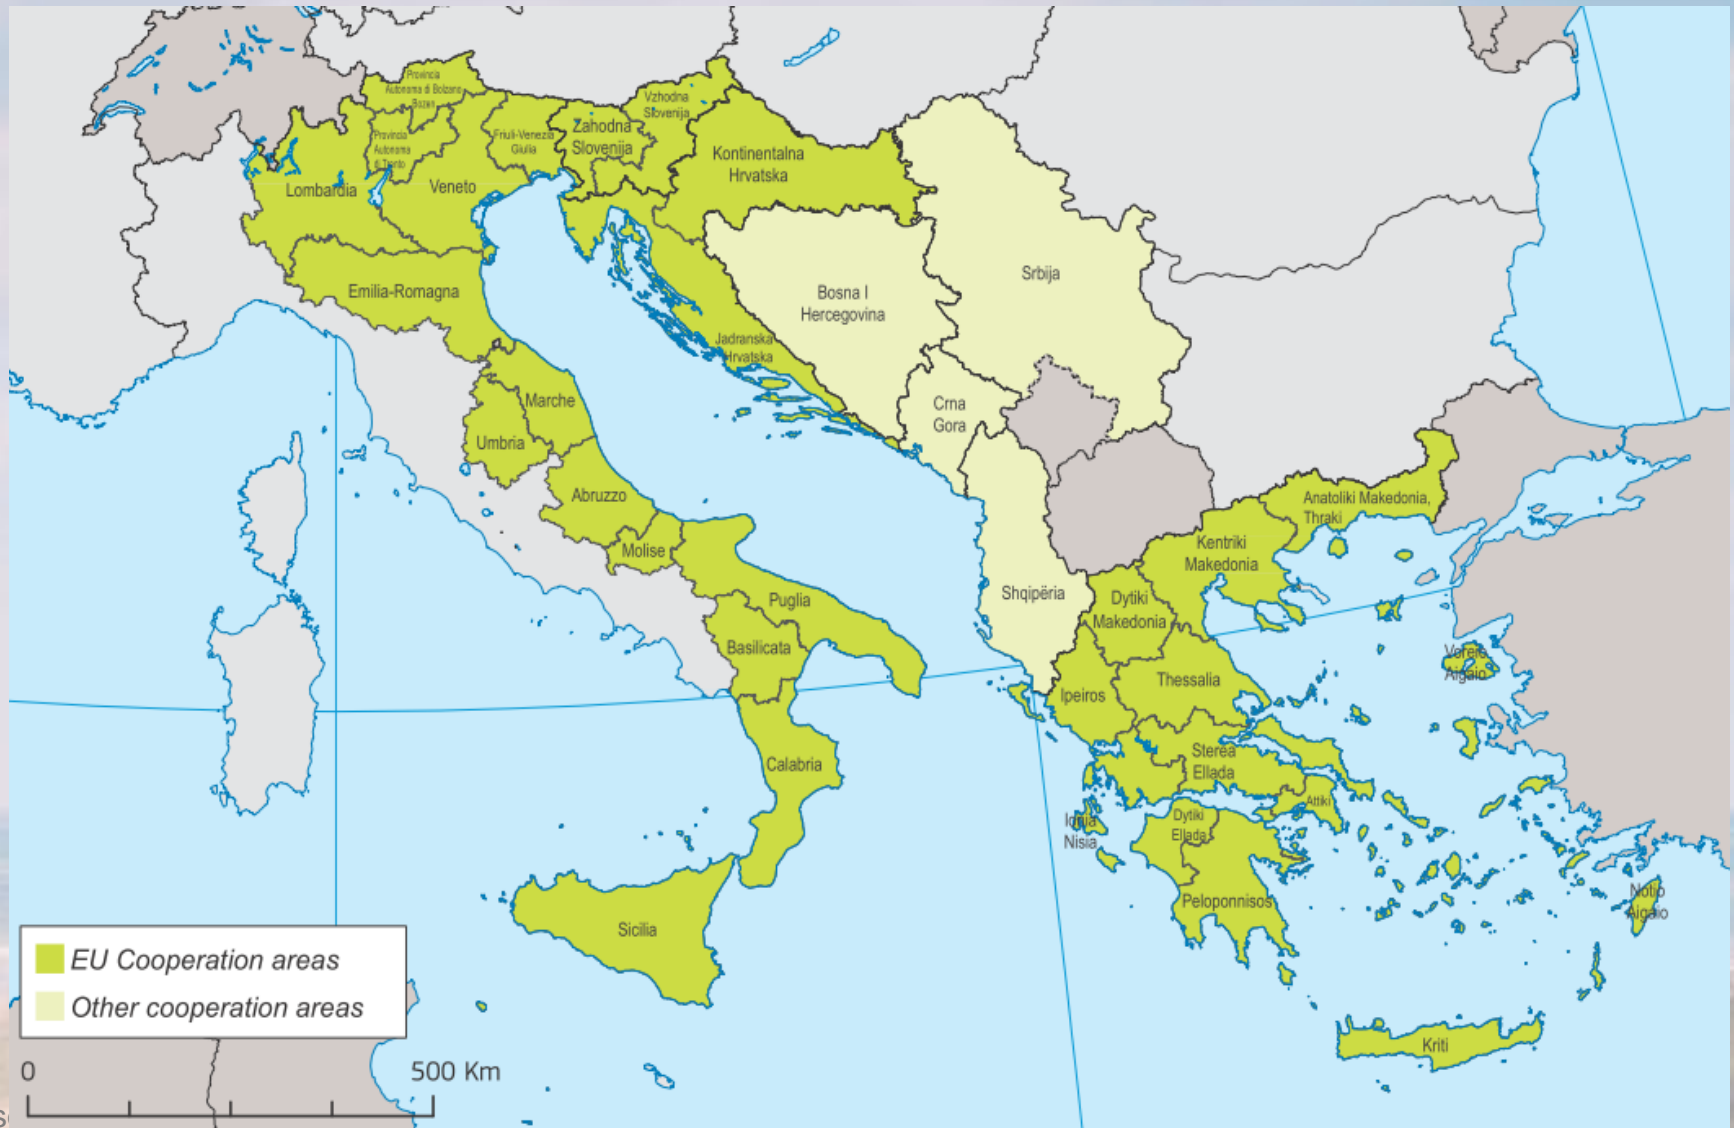 Provincia
Autonoma di Bolzano
Bozen
Vzhodna
Slovenija
Provincia
Autonoma
di Trento
Friuli-Venezia
Giulia
Zahodna
Slovenija
Kontinentalna
Hrvatska
Lombardia
Veneto
Emilia-Romagna
Srbija
Bosna I
Hercegovina
Jadranska
Hrvatska
Marche
Umbria
Crna
Gora
Abruzzo
Molise
Anatoliki Makedonia,
Thraki
Kentriki
Makedonia
Shqipëria
Dytiki
Makedonia
Puglia
Basilicata
Voreio
Aigaio
Ipeiros
Thessalia
Calabria
Sterea
Ellada
Attiki
Ionia
Nisia
Dytiki
Ellada
Peloponnisos
Notio
Aigaio
Sicilia
Kriti
EU Cooperation areas
Other cooperation areas
0
500 Km